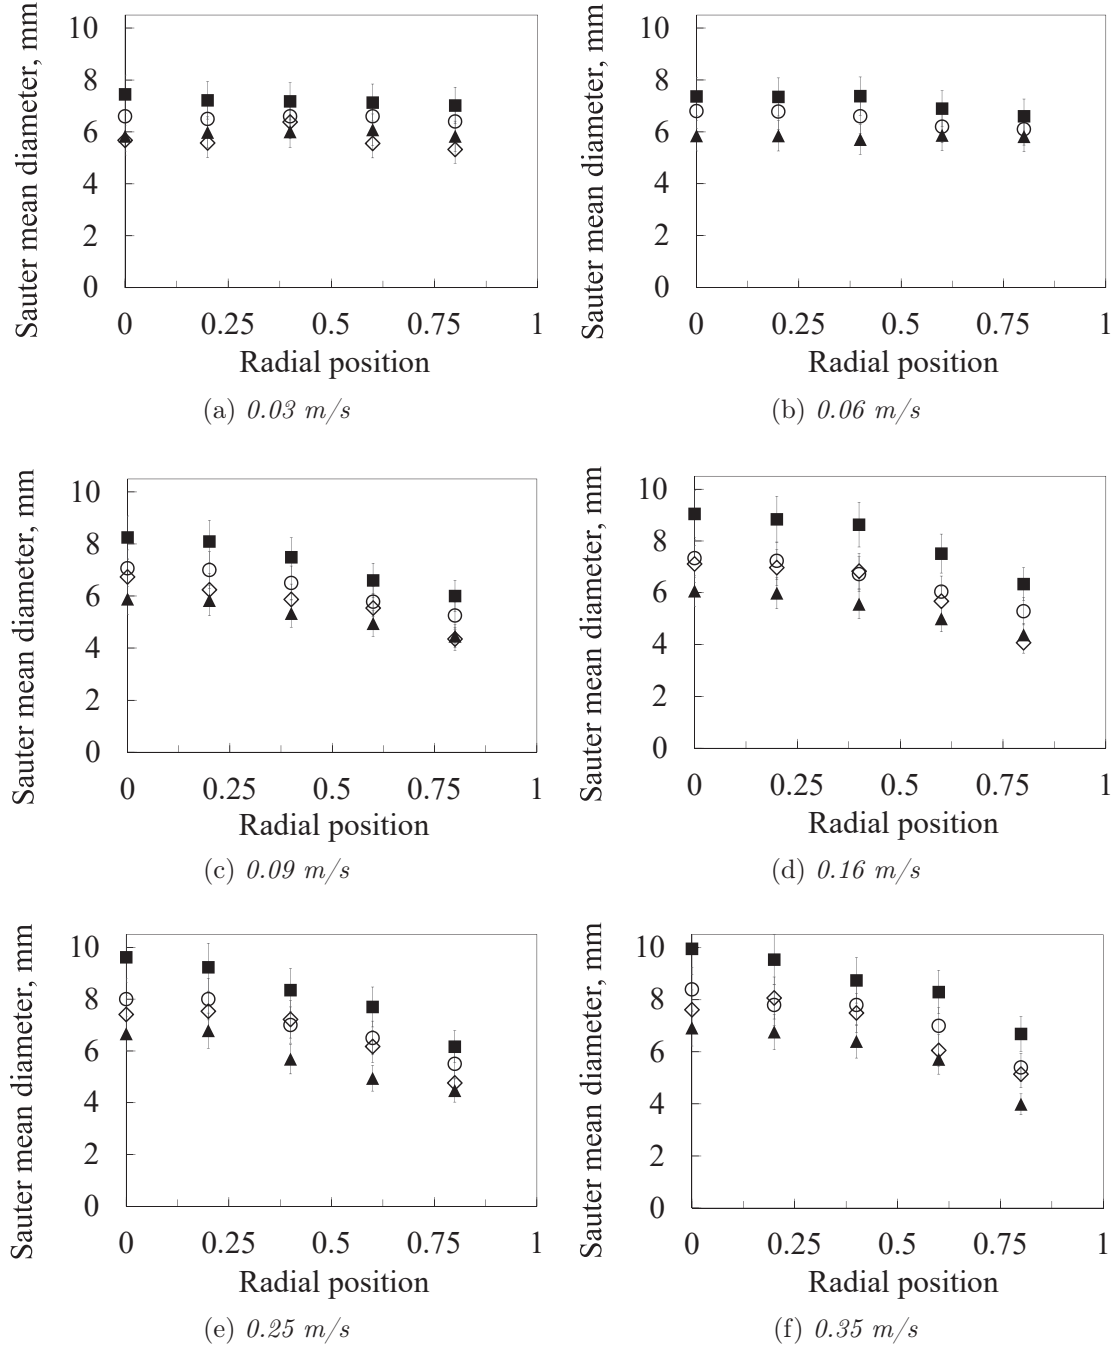 Sauter mean diameter, mm
10
8
6
4
2
0
0 0.25 0.5 0.75 1
Radial position
(a) 0.03 m/s
Sauter mean diameter, mm
10
8
6
4
2
0
0 0.25 0.5 0.75 1
Radial position
(b) 0.06 m/s
Sauter mean diameter, mm
10
8
6
4
2
0
0 0.25 0.5 0.75 1
Radial position
(c) 0.09 m/s
Sauter mean diameter, mm
10
8
6
4
2
0
0 0.25 0.5 0.75 1
Radial position
(d) 0.16 m/s
Sauter mean diameter, mm
10
8
6
4
2
0
0 0.25 0.5 0.75 1
Radial position
(e) 0.25 m/s
Sauter mean diameter, mm
10
8
6
4
2
0
0 0.25 0.5 0.75 1
Radial position
(f) 0.35 m/s